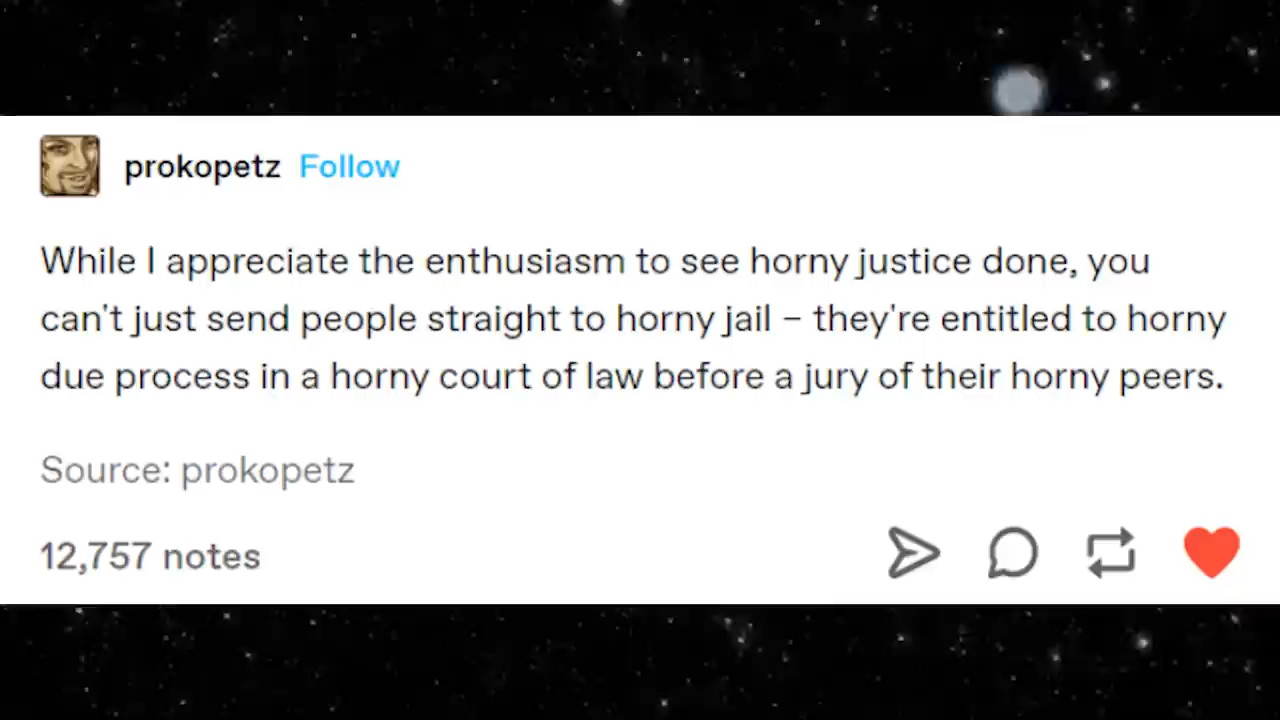 prokopetz Follow
While I appreciate the enthusiasm to see horny justice done, you
can't just send people straight to horny jail – they're entitled to horny
due process in a horny court of law before a jury of their horny peers.
Source: prokopetz
12,757 notes